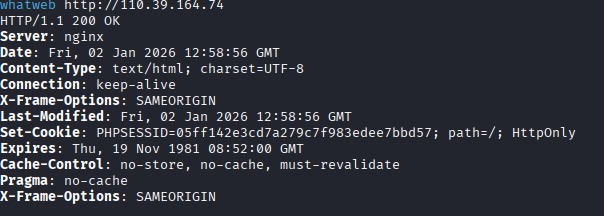 whatweb http://110.39.164.74
HTTP/1.1 200 OK
Server: nginx
Date: Fri, 02 Jan 2026 12:58:56 GMT
Content-Type: text/html; charset=UTF-8
Connection: keep-alive
X-Frame-Options: SAMEORIGIN
Last-Modified: Fri, 02 Jan 2026 12:58:56 GMT
Set-Cookie: PHPSESSID=05ff142e3cd7a279c7f983edee7bbd57; path=/; HttpOnly
Expires: Thu, 19 Nov 1981 08:52:00 GMT
Cache-Control: no-store, no-cache, must-revalidate
Pragma: no-cache
X-Frame-Options: SAMEORIGIN